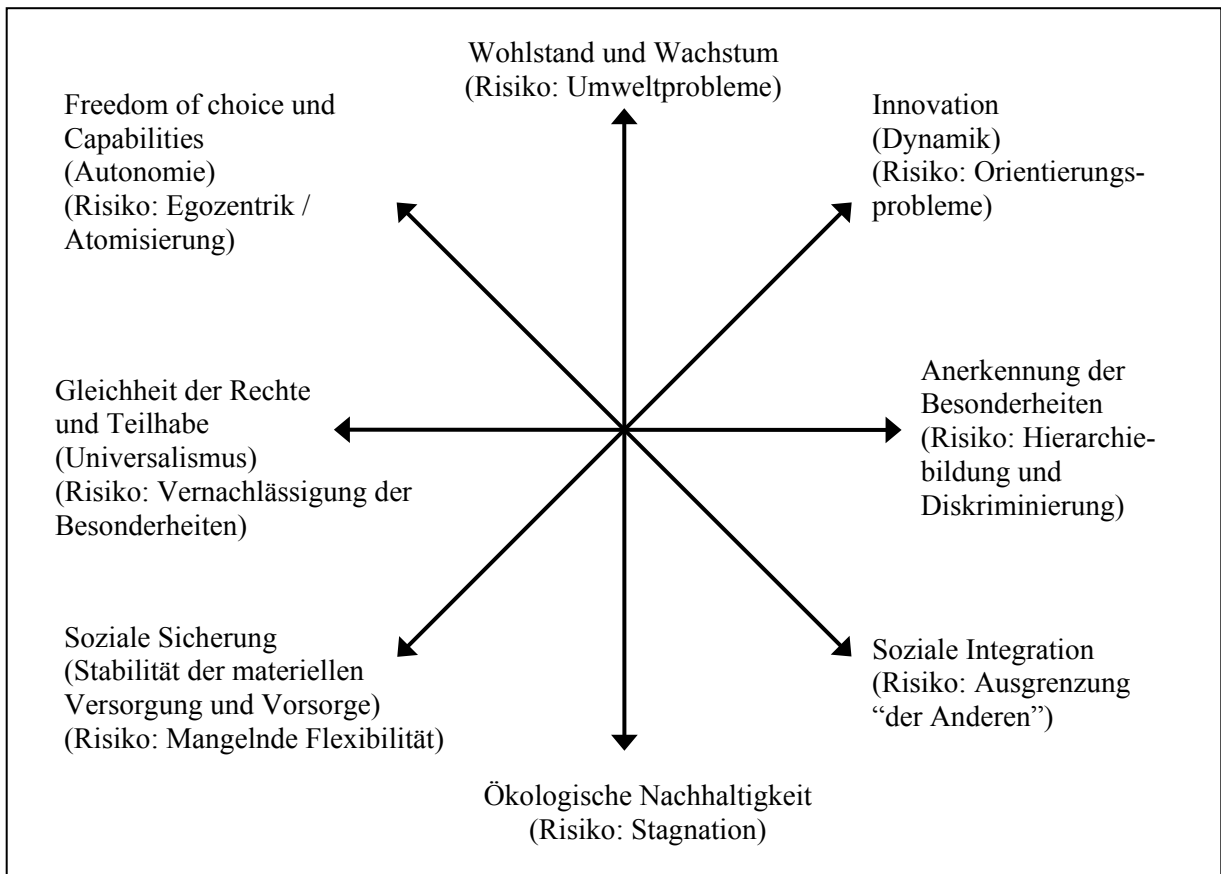 Wohlstand und Wachstum
(Risiko: Umweltprobleme)
Freedom of choice und
Capabilities
(Autonomie)
(Risiko: Egozentrik /
Atomisierung)
Innovation
(Dynamik)
(Risiko: Orientierungs-
probleme)
Gleichheit der Rechte
und Teilhabe
(Universalismus)
(Risiko: Vernachlässigung der
Besonderheiten)
Anerkennung der
Besonderheiten
(Risiko: Hierarchie-
bildung und
Diskriminierung)
Soziale Sicherung
(Stabilität der materiellen
Versorgung und Vorsorge)
(Risiko: Mangelnde Flexibilität)
Soziale Integration
(Risiko: Ausgrenzung
“der Anderen”)
Ökologische Nachhaltigkeit
(Risiko: Stagnation)